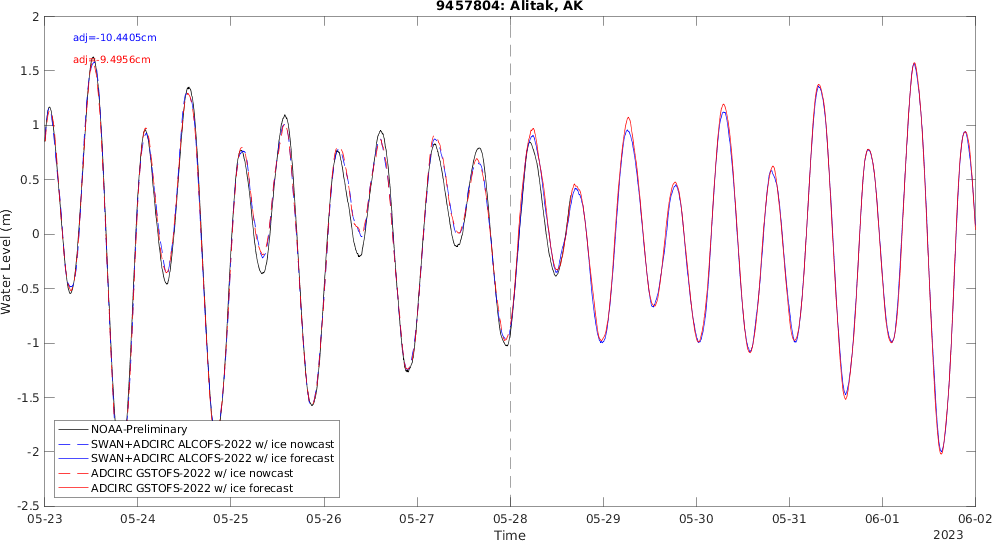 9457804: Alitak, AK
adj=-10.4405cm
adj=-9.4956cm
2
1.5
1
0.5
0
-0.5
-1
-1.5
-2
-2.5
Water Level (m)
NOAA-Preliminary
SWAN+ADCIRC ALCOFS-2022 w/ ice nowcast
SWAN+ADCIRC ALCOFS-2022 w/ ice forecast
ADCIRC GSTOFS-2022 w/ ice nowcast
ADCIRC GSTOFS-2022 w/ ice forecast
05-23 05-24 05-25 05-26 05-27 05-28 05-29 05-30 05-31 06-01 06-02
Time
2023